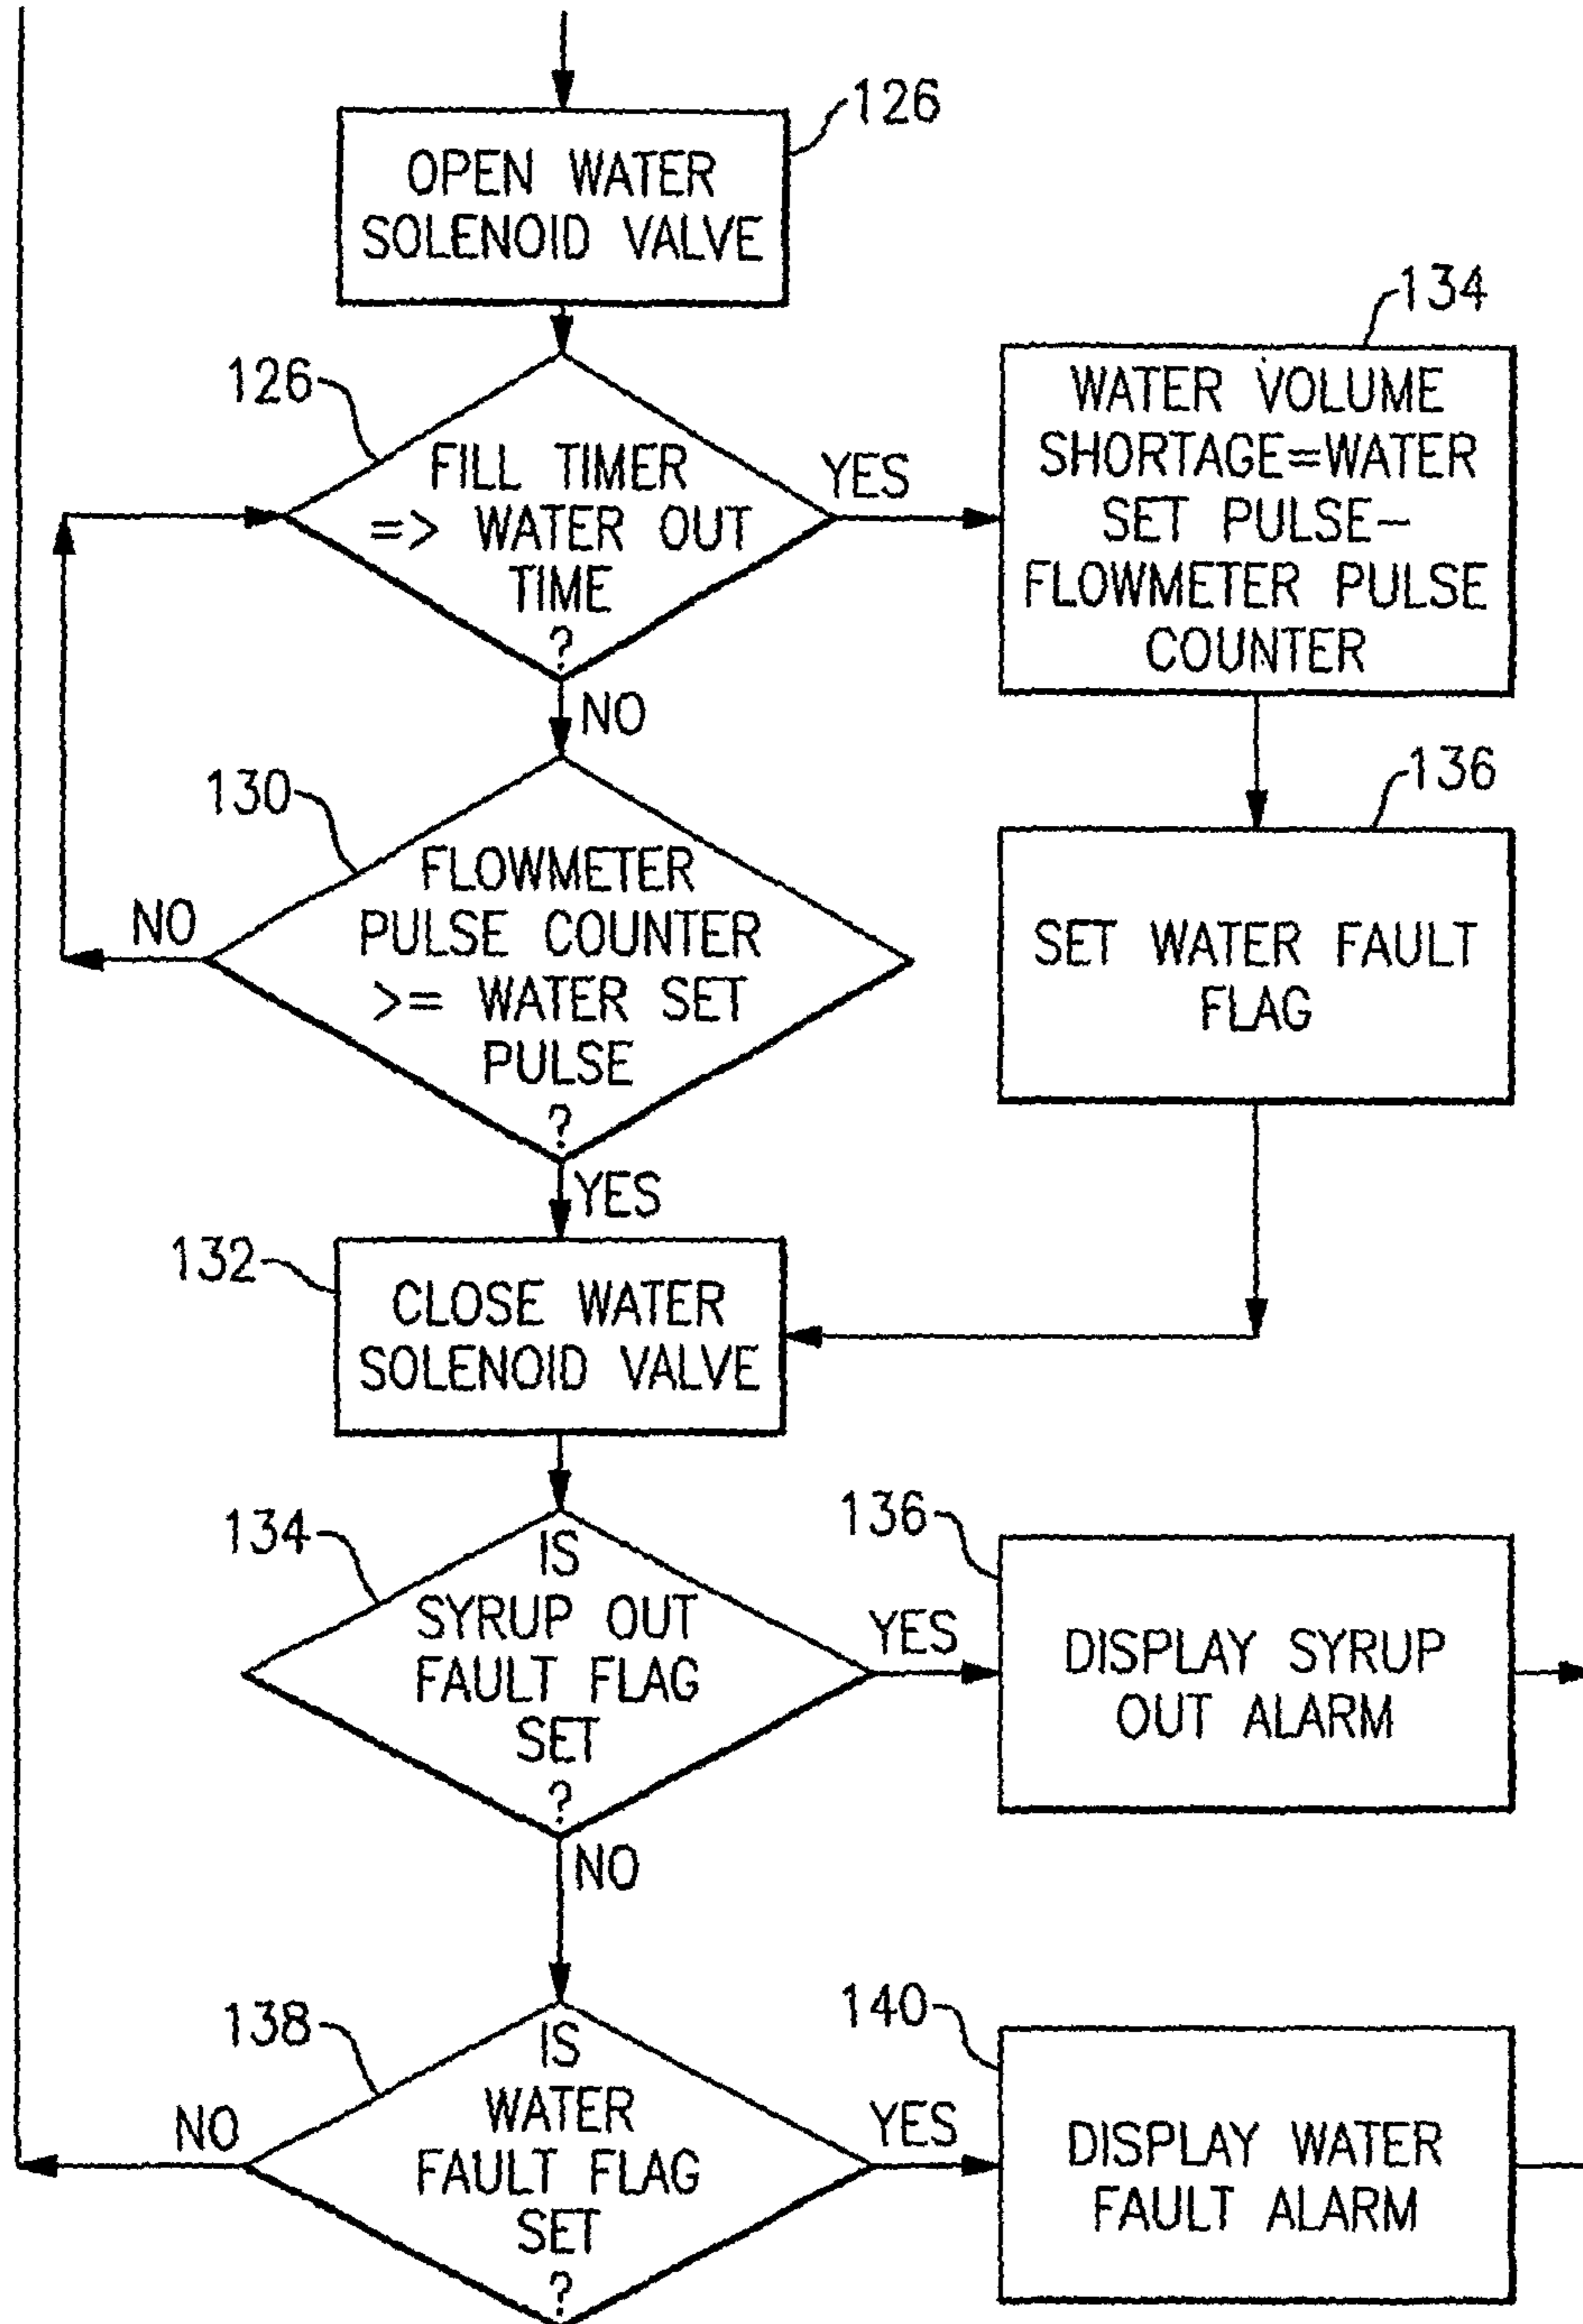 126
OPEN WATER
SOLENOID VALVE
126
FILL TIMER
=> WATER OUT
TIME
?
YES
NO
134
WATER VOLUME
SHORTAGE=WATER
SET PULSE-
FLOWMETER PULSE
COUNTER
130
FLOWMETER
PULSE COUNTER
>= WATER SET
PULSE
?
NO
YES
136
SET WATER FAULT
FLAG
132
CLOSE WATER
SOLENOID VALVE
134
IS
SYRUP OUT
FAULT FLAG
SET
?
YES
NO
136
DISPLAY SYRUP
OUT ALARM
138
IS
WATER
FAULT FLAG
SET
?
NO
YES
140
DISPLAY WATER
FAULT ALARM